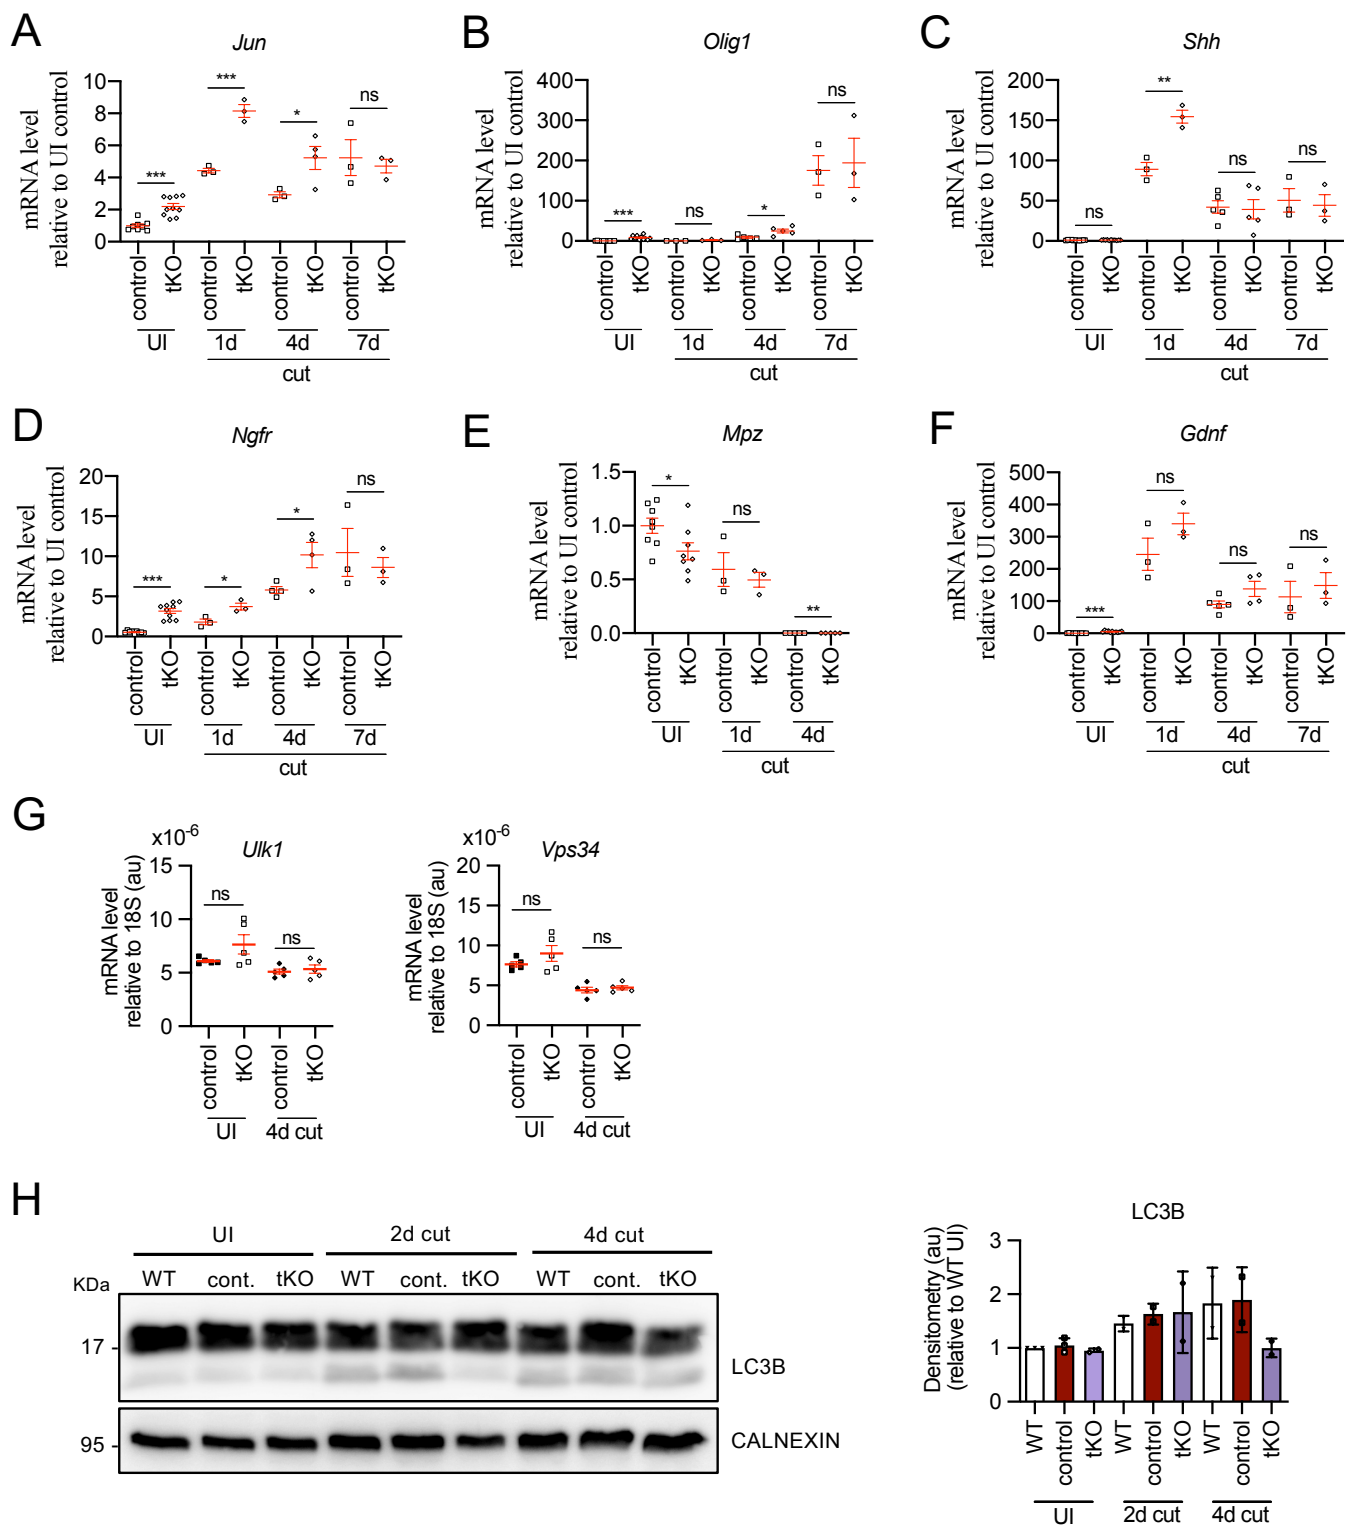 A
Jun
mRNA level
relative to UI control
10
8
6
4
2
0
***
***
*
ns
control
tKO
control
tKO
control
tKO
control
tKO
UI
1d
4d
7d
cut
B
Olig1
mRNA level
relative to UI control
400
300
200
100
0
***
ns
*
ns
control
tKO
control
tKO
control
tKO
control
tKO
UI
1d
4d
7d
cut
C
Shh
mRNA level
relative to UI control
200
150
100
50
0
ns
**
ns
ns
control
tKO
control
tKO
control
tKO
control
tKO
UI
1d
4d
7d
cut
D
Ngfr
mRNA level
relative to UI control
20
15
10
5
0
***
*
*
ns
control
tKO
control
tKO
control
tKO
control
tKO
UI
1d
4d
7d
cut
E
Mpz
mRNA level
relative to UI control
1.5
1.0
0.5
0.0
*
ns
**
control
tKO
control
tKO
control
tKO
UI
1d
4d
cut
F
Gdnf
mRNA level
relative to UI control
500
400
300
200
100
0
***
ns
ns
ns
control
tKO
control
tKO
control
tKO
control
tKO
UI
1d
4d
7d
cut
G
x10-6
Ulk1
mRNA level
relative to 18S (au)
15
10
5
0
ns
ns
control
tKO
control
tKO
UI
4d cut
x10-6
Vps34
mRNA level
relative to 18S (au)
20
15
10
5
0
ns
ns
control
tKO
control
tKO
UI
4d cut
H
UI 2d cut 4d cut
KDa WT cont. tKO WT cont. tKO WT cont. tKO
17
LC3B
95
CALNEXIN
LC3B
Densitometry (au)
(relative to WT UI)
3
2
1
0
WT
control
tKO
WT
control
tKO
WT
control
tKO
UI
2d cut
4d cut